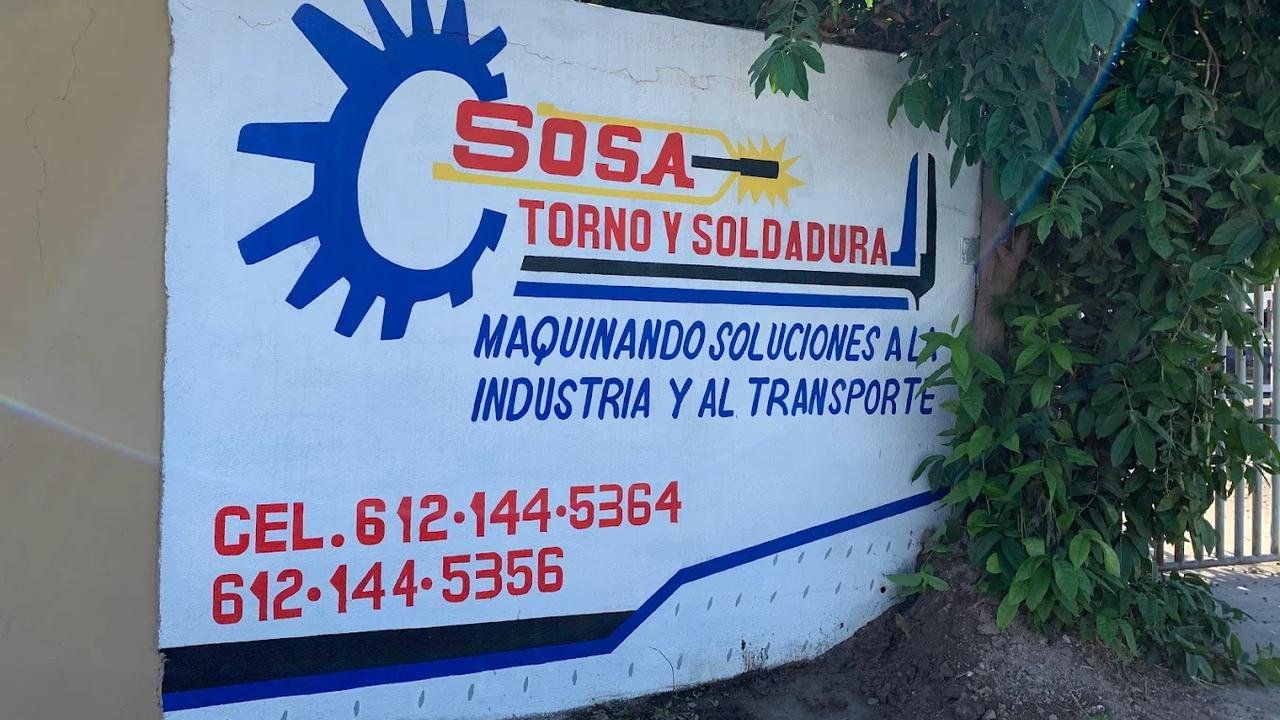 SOSA
TORNO Y SOLDADURA
MAQUINANDO SOLUCIONES A LA
INDUSTRIA Y AL TRANSPORTE
CEL. 612·144·5364
612·144·5356